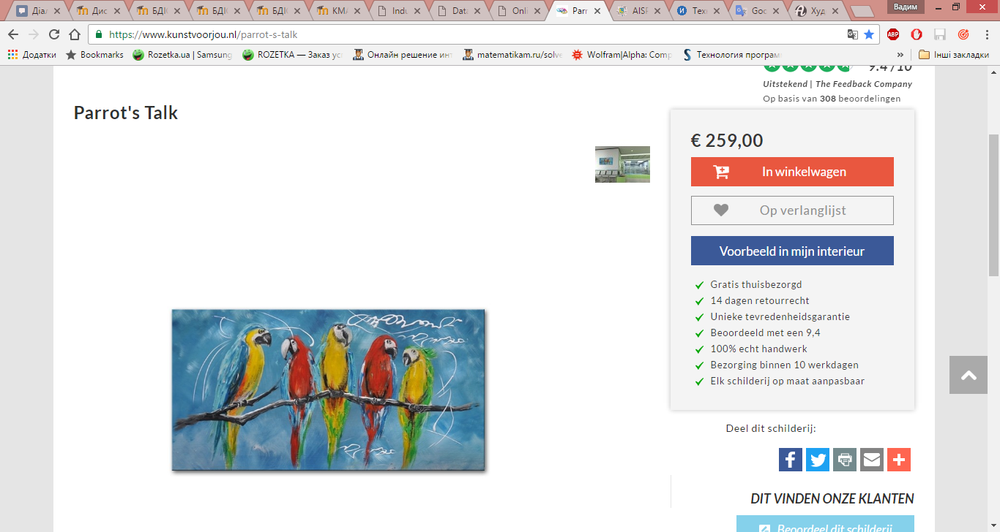 Вадим
Діал
Дис
БДІ
БДІ
БДІ
КМА
Indu
Data
Onli
Parr
AISP
Тех
Goo
Худ
https://www.kunstvoorjou.nl/parrot-s-talk
ABP
Додатки
Bookmarks
Rozetka.ua | Samsung
ROZETKA — Заказ ус
Онлайн решение инт
matematikam.ru/solve
Wolfram|Alpha: Comp
Технология програм
»
Інші закладки
9.4 / 10
Uitstekend | The Feedback Company
Op basis van 308 beoordelingen
Parrot's Talk
€ 259,00
In winkelwagen
Op verlanglijst
Voorbeeld in mijn interieur
Gratis thuisbezorgd
14 dagen retourrecht
Unieke tevredenheidsgarantie
Beoordeeld met een 9,4
100% echt handwerk
Bezorging binnen 10 werkdagen
Elk schilderij op maat aanpasbaar
Deel dit schilderij:
DIT VINDEN ONZE KLANTEN
Beoordeel dit schilderij